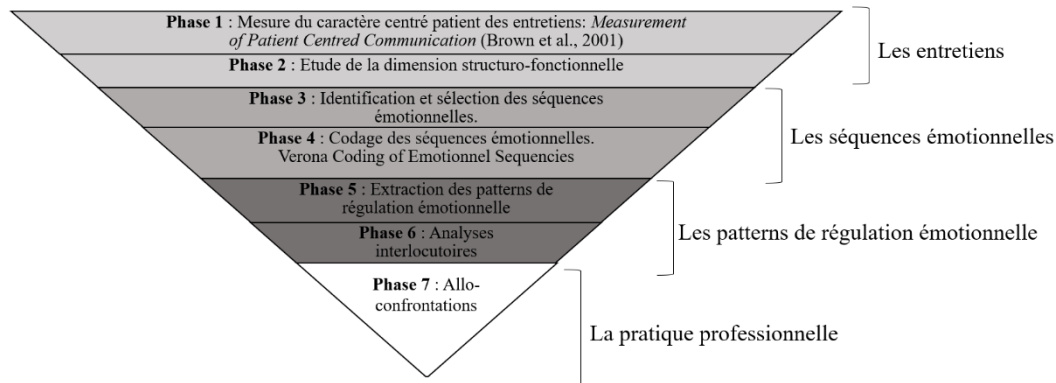 Phase 1 : Mesure du caractère centré patient des entretiens: Measurement
of Patient Centred Communication (Brown et al., 2001)
Phase 2 : Etude de la dimension structuro-fonctionnelle
Les entretiens
Phase 3 : Identification et sélection des séquences
émotionnelles.
Phase 4 : Codage des séquences émotionnelles.
Verona Coding of Emotionnel Sequencies
Les séquences émotionnelles
Phase 5 : Extraction des patterns de
régulation émotionnelle
Phase 6 : Analyses
interlocutoires
Les patterns de régulation émotionnelle
Phase 7 : Allo-
confrontations
La pratique professionnelle